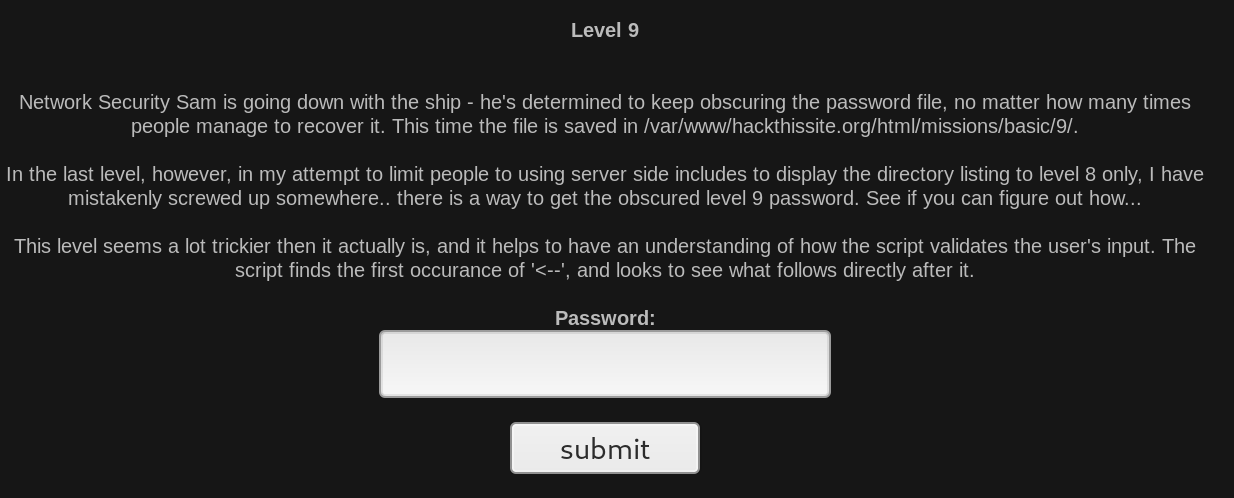 Level 9
Network Security Sam is going down with the ship - he's determined to keep obscuring the password file, no matter how many times
people manage to recover it. This time the file is saved in /var/www/hackthissite.org/html/missions/basic/9/.
In the last level, however, in my attempt to limit people to using server side includes to display the directory listing to level 8 only, I have
mistakenly screwed up somewhere.. there is a way to get the obscured level 9 password. See if you can figure out how...
This level seems a lot trickier then it actually is, and it helps to have an understanding of how the script validates the user's input. The
script finds the first occurance of '<--', and looks to see what follows directly after it.
Password:
submit